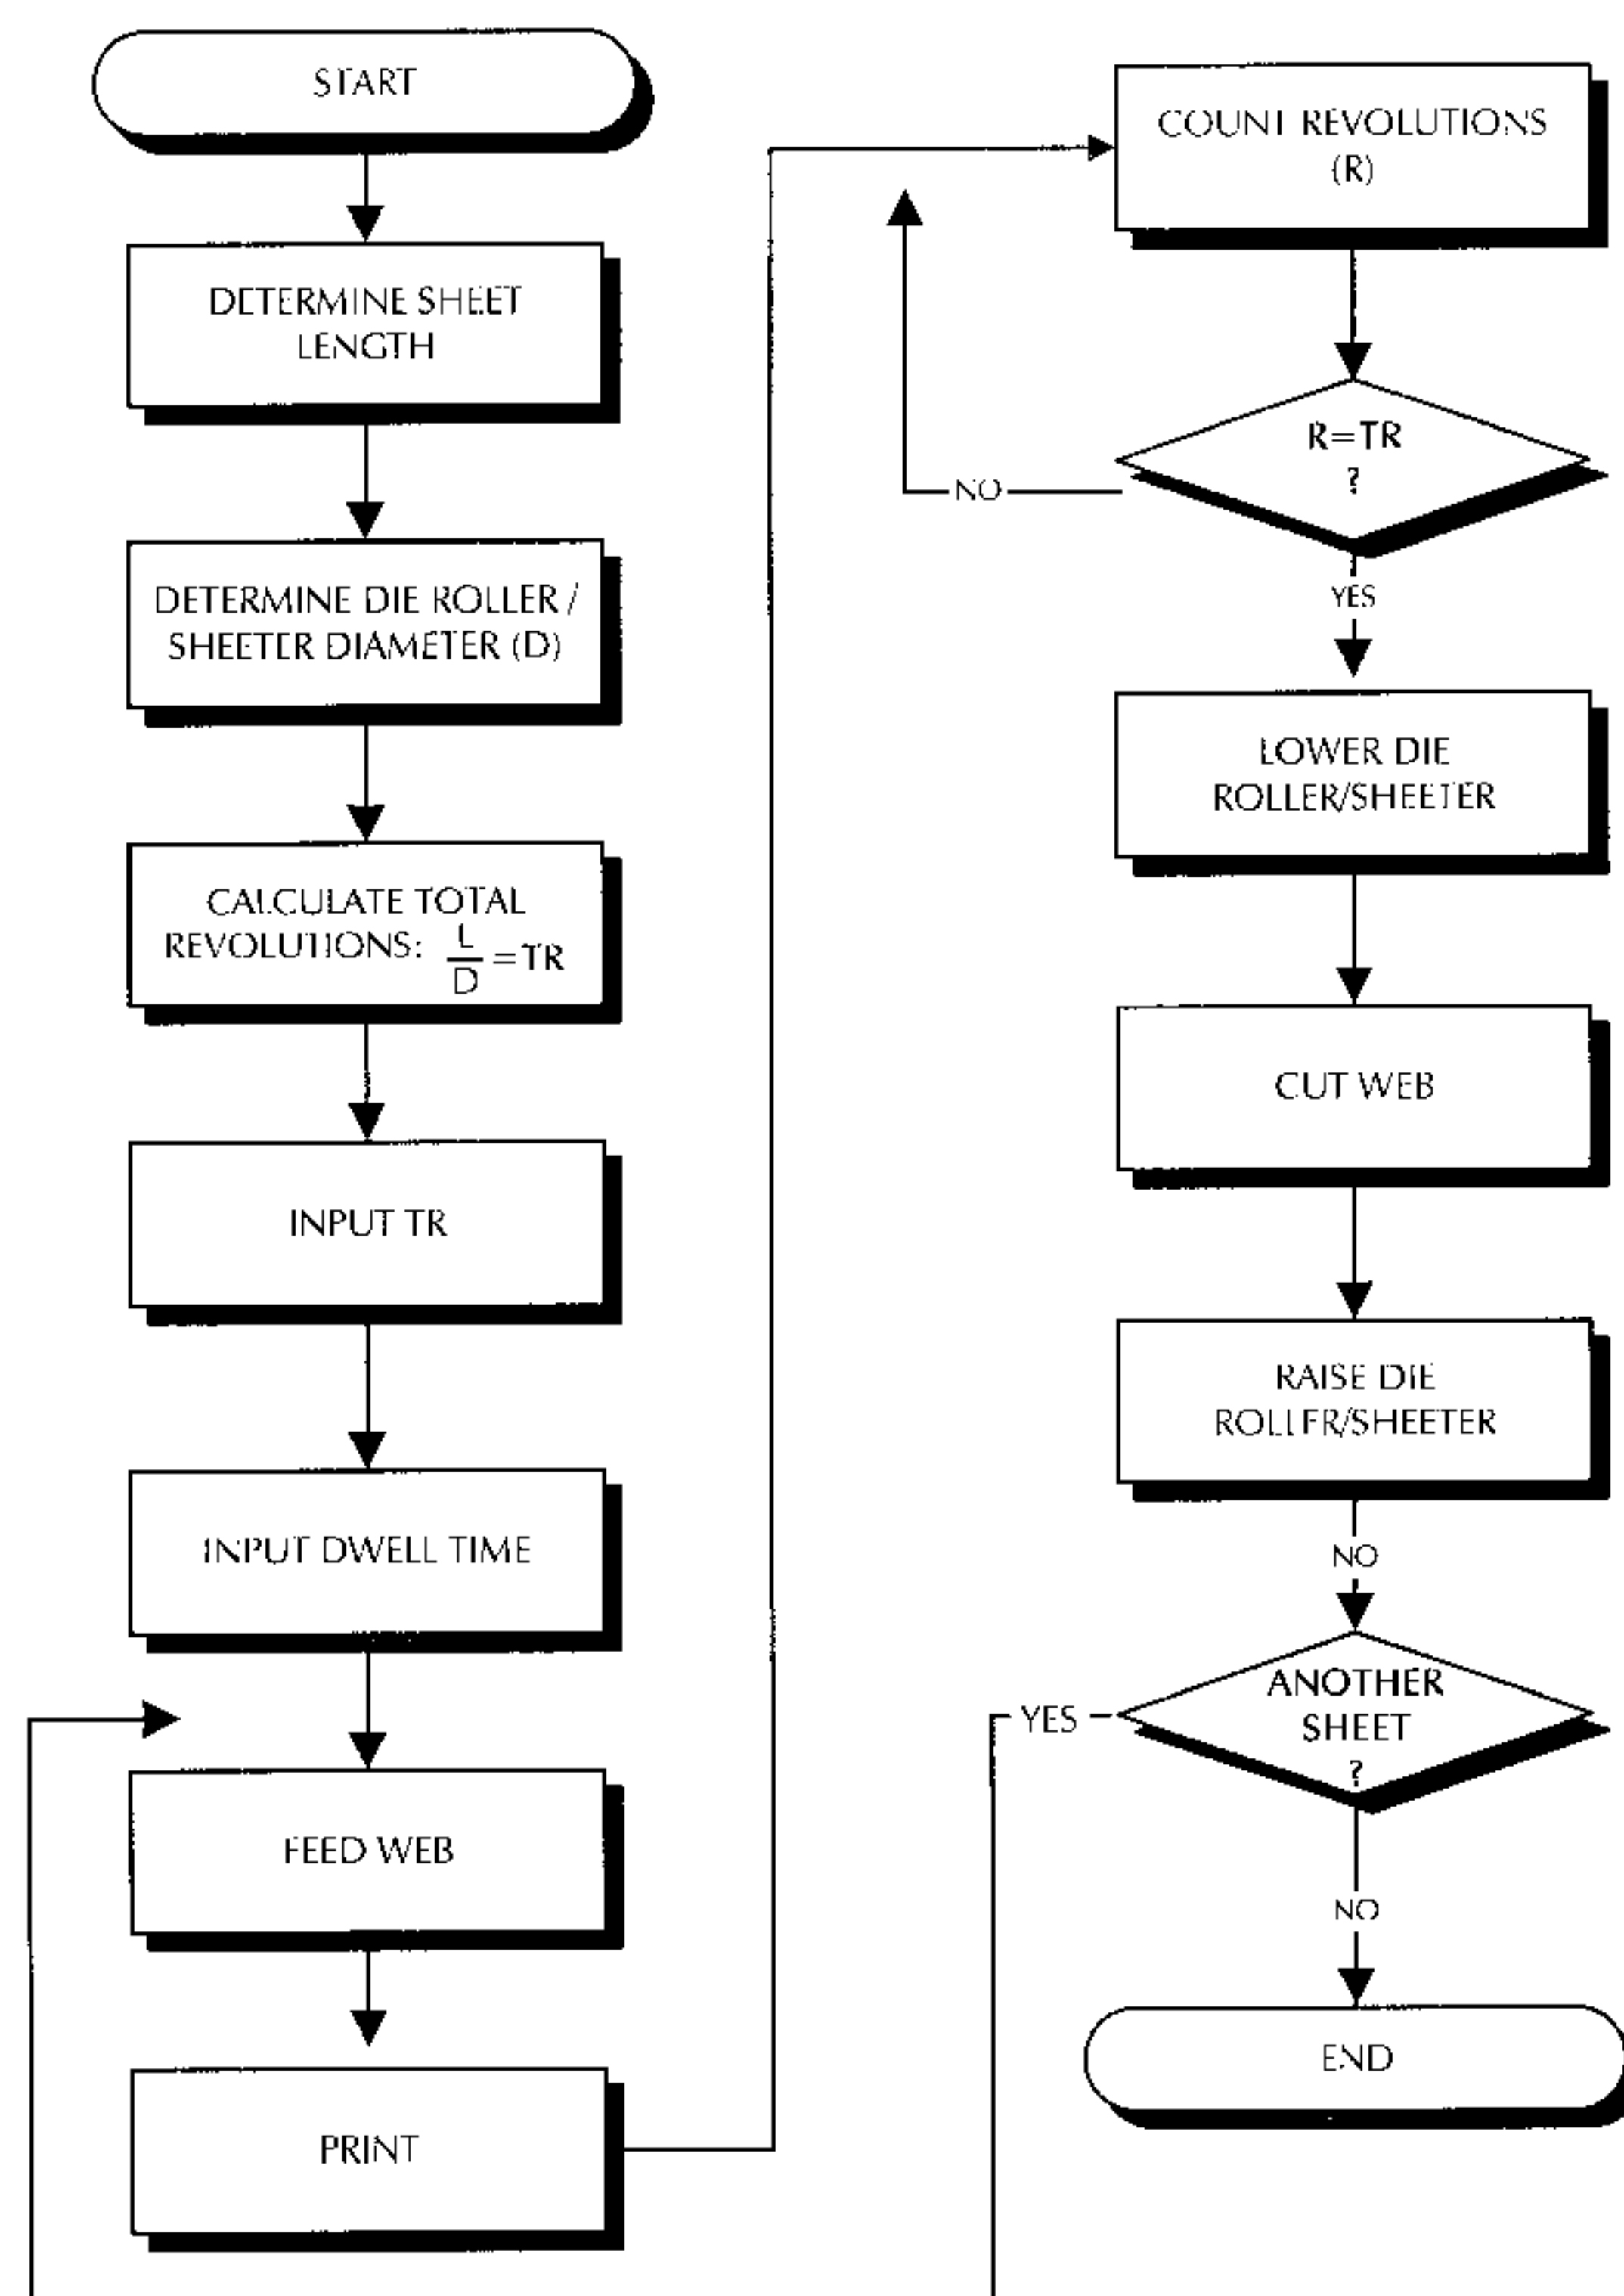 START
DETERMINE SHEET
LENGTH
DETERMINE DIE ROLLER /
SHEETER DIAMETER (D)
CALCULATE TOTAL
REVOLUTIONS: L/D = TR
INPUT TR
INPUT DWELL TIME
FEED WEB
PRINT
COUNT REVOLUTIONS
(R)
R=TR
?
NO
YES
LOWER DIE
ROLLER/SHEETER
CUT WEB
RAISE DIE
ROLLER/SHEETER
NO
ANOTHER
SHEET
?
YES
NO
END